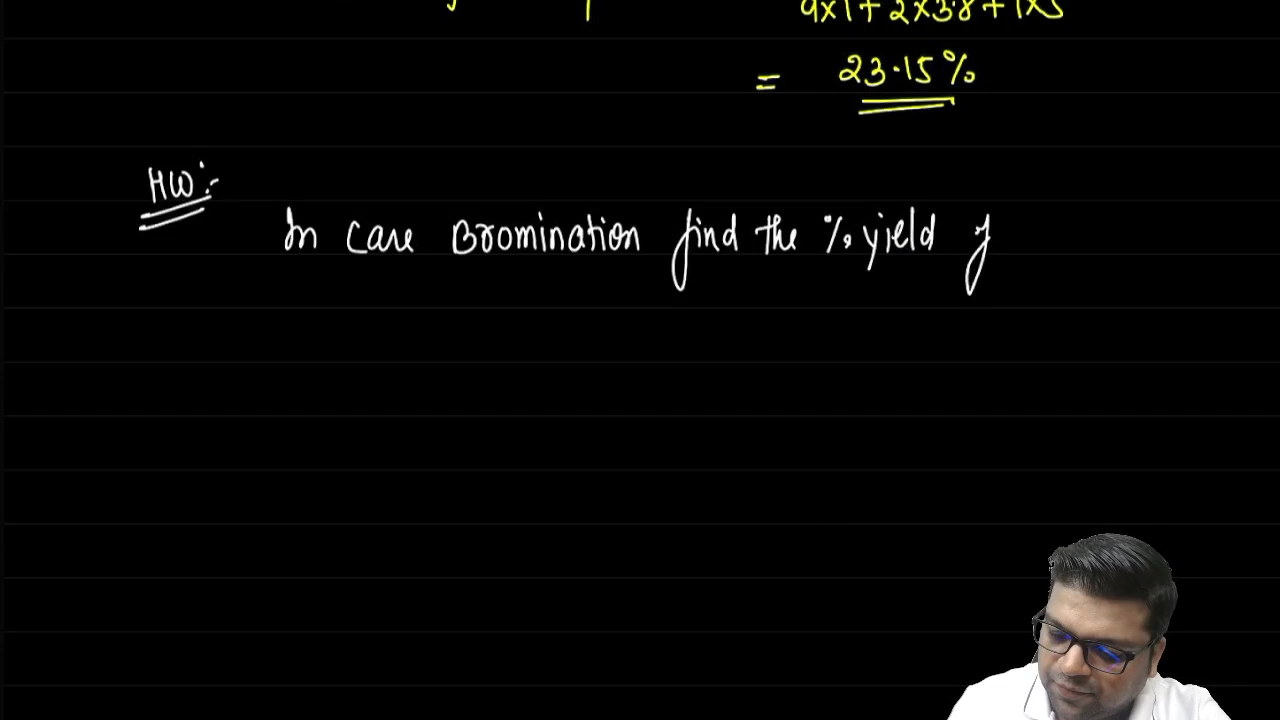 9x1 + 2x3.8 + 1x5
= 23.15%
HW:-
In case Bromination find the % yield of